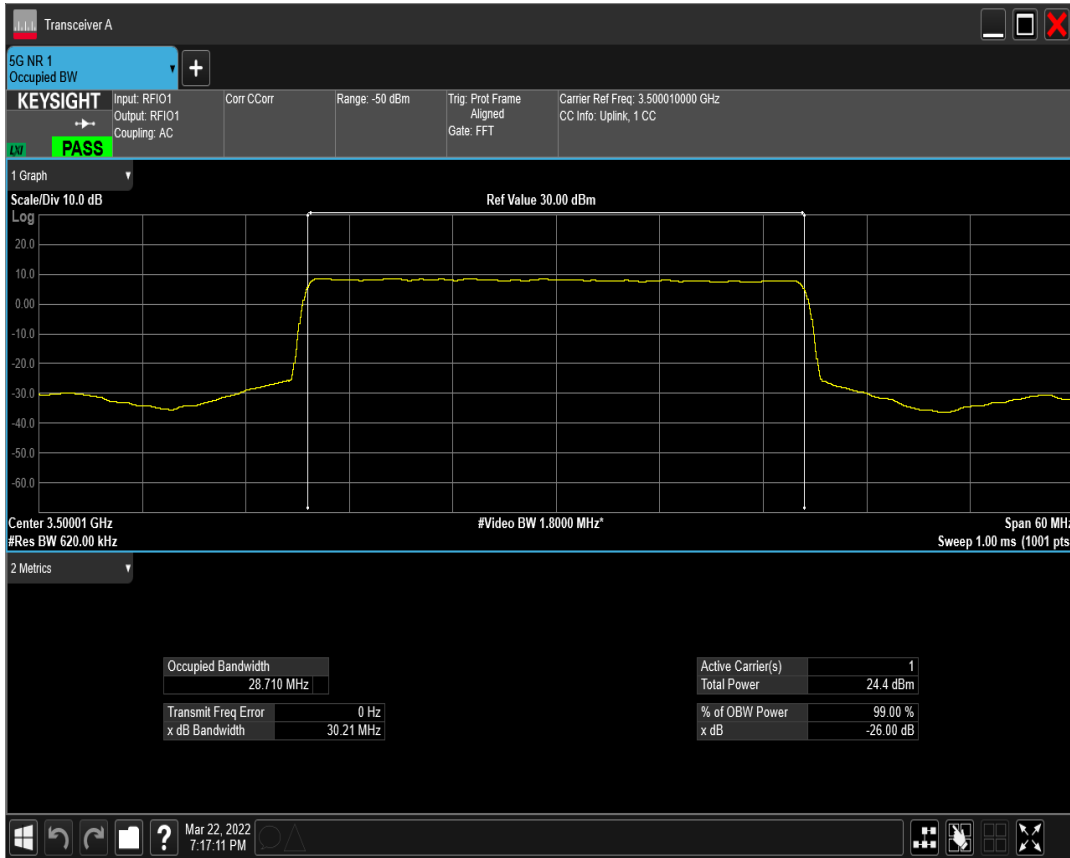 Transceiver A
5G NR 1
Occupied BW
+
KEYSIGHT
LXI
PASS
Input: RFIO1
Output: RFIO1
Coupling: AC
Corr CCorr
Range: -50 dBm
Trig: Prot Frame
Aligned
Gate: FFT
Carrier Ref Freq: 3.500010000 GHz
CC Info: Uplink, 1 CC
1 Graph
Scale/Div 10.0 dB
Ref Value 30.00 dBm
Log
20.0
10.0
0.00
-10.0
-20.0
-30.0
-40.0
-50.0
-60.0
Center 3.50001 GHz
#Video BW 1.8000 MHz*
Span 60 MHz
#Res BW 620.00 kHz
Sweep 1.00 ms (1001 pts
2 Metrics
Occupied Bandwidth
28.710 MHz
Transmit Freq Error 0 Hz
x dB Bandwidth 30.21 MHz
Active Carrier(s) 1
Total Power 24.4 dBm
% of OBW Power 99.00 %
x dB -26.00 dB
?
Mar 22, 2022
7:17:11 PM